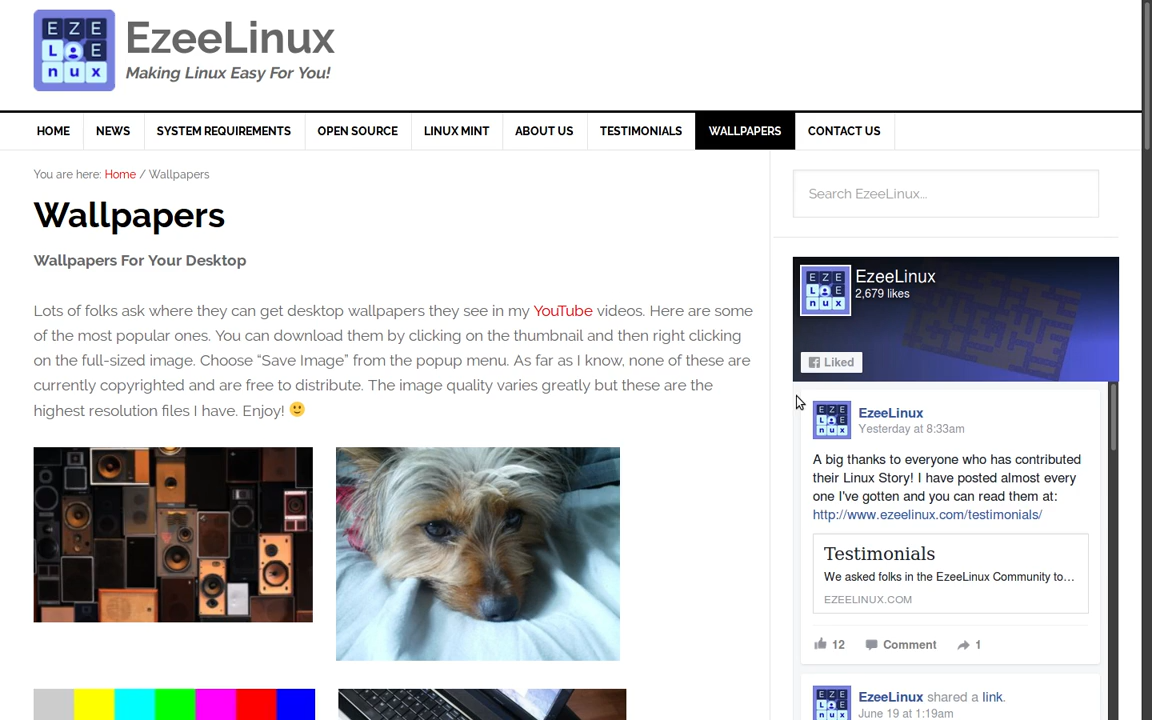 EZE
L E
nux
EzeeLinux
Making Linux Easy For You!
HOME NEWS SYSTEM REQUIREMENTS OPEN SOURCE LINUX MINT ABOUT US TESTIMONIALS WALLPAPERS CONTACT US
You are here: Home / Wallpapers
Wallpapers
Wallpapers For Your Desktop
Lots of folks ask where they can get desktop wallpapers they see in my YouTube videos. Here are some
of the most popular ones. You can download them by clicking on the thumbnail and then right clicking
on the full-sized image. Choose “Save Image” from the popup menu. As far as I know, none of these are
currently copyrighted and are free to distribute. The image quality varies greatly but these are the
highest resolution files I have. Enjoy!
Search EzeeLinux...
EZE
L E
nux
EzeeLinux
2,679 likes
Liked
EZE
L E
nux
EzeeLinux
Yesterday at 8:33am
A big thanks to everyone who has contributed
their Linux Story! I have posted almost every
one I've gotten and you can read them at:
http://www.ezeelinux.com/testimonials/
Testimonials
We asked folks in the EzeeLinux Community to...
EZEELINUX.COM
12 Comment 1
EZE
L E
nux
EzeeLinux shared a link.
June 19 at 1:19am